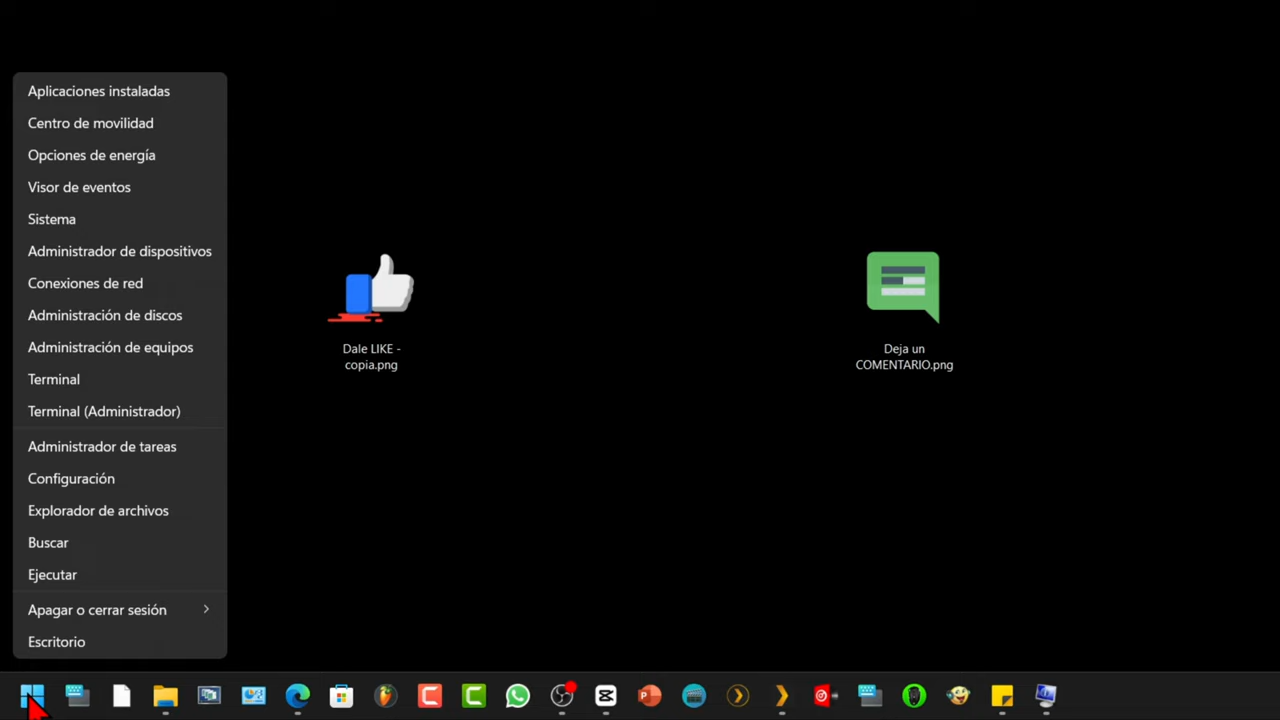 Aplicaciones instaladas
Centro de movilidad
Opciones de energía
Visor de eventos
Sistema
Administrador de dispositivos
Conexiones de red
Administración de discos
Administración de equipos
Terminal
Terminal (Administrador)
Administrador de tareas
Configuración
Explorador de archivos
Buscar
Ejecutar
Apagar o cerrar sesión
Escritorio
Dale LIKE -
copia.png
Deja un
COMENTARIO.png